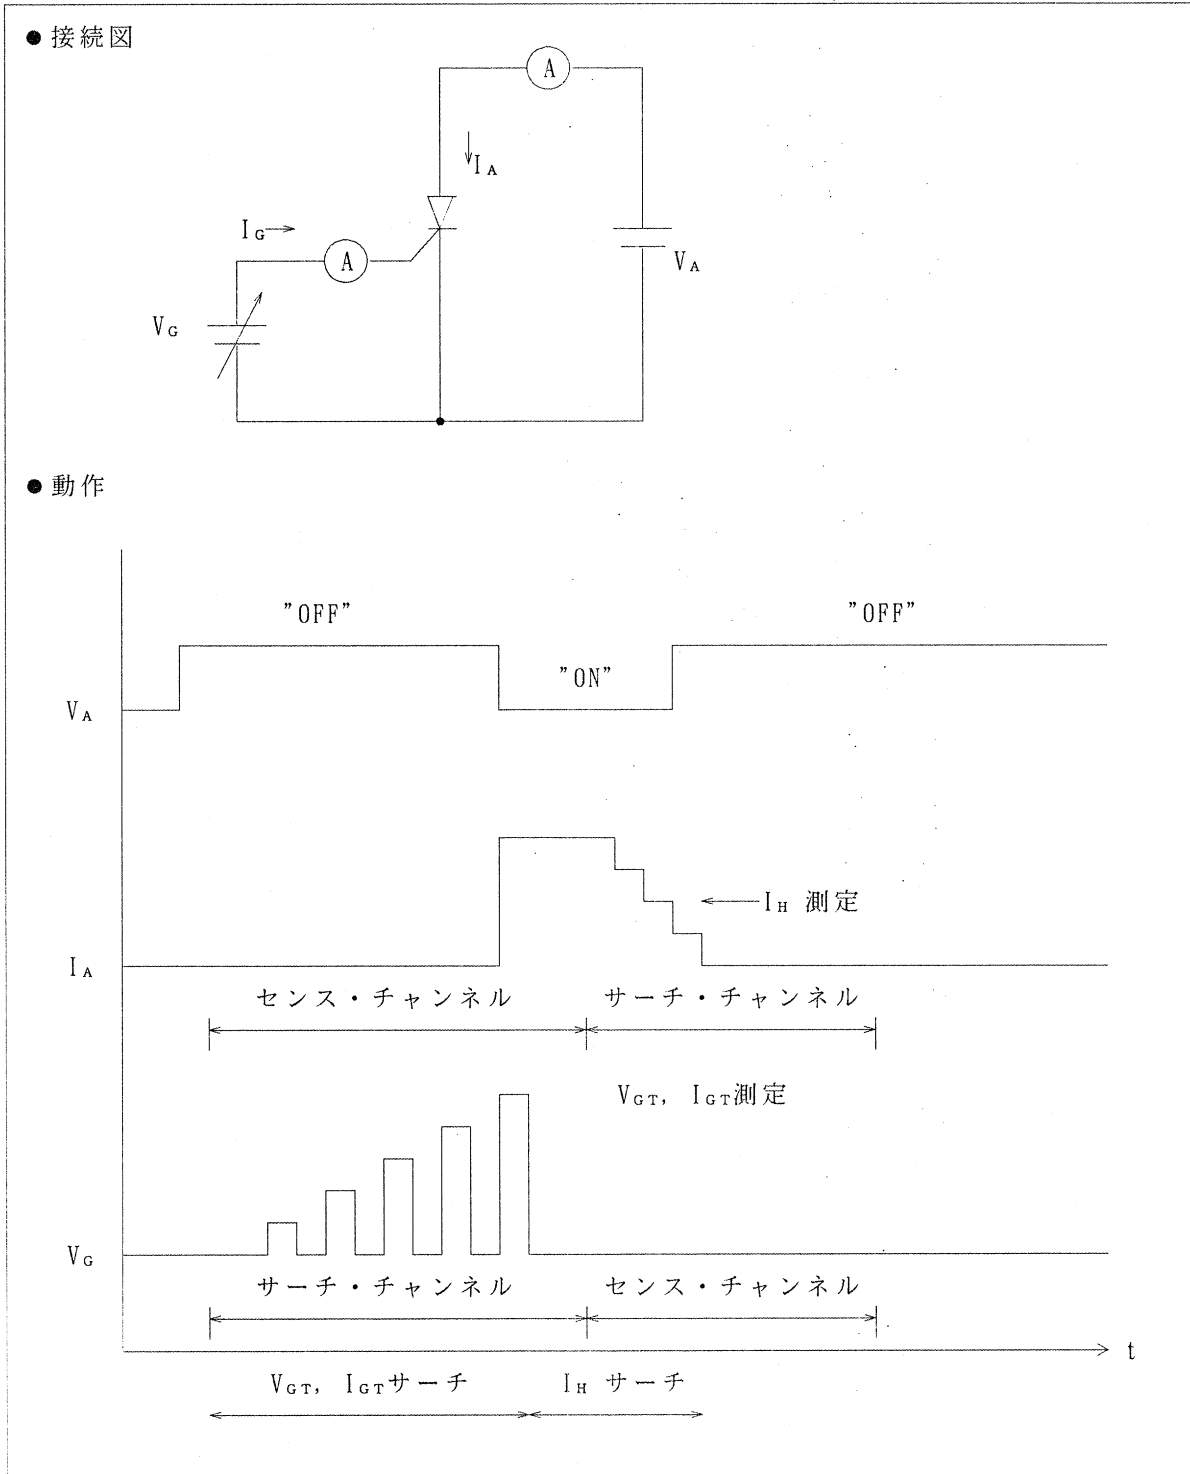 ●接続図
A
I_A
I_G
A
V_A
V_G
●動作
"OFF"
"OFF"
"ON"
V_A
I_H 測定
I_A
センス・チャンネル
サーチ・チャンネル
V_GT, I_GT測定
V_G
サーチ・チャンネル
センス・チャンネル
t
V_GT, I_GTサーチ
I_H サーチ